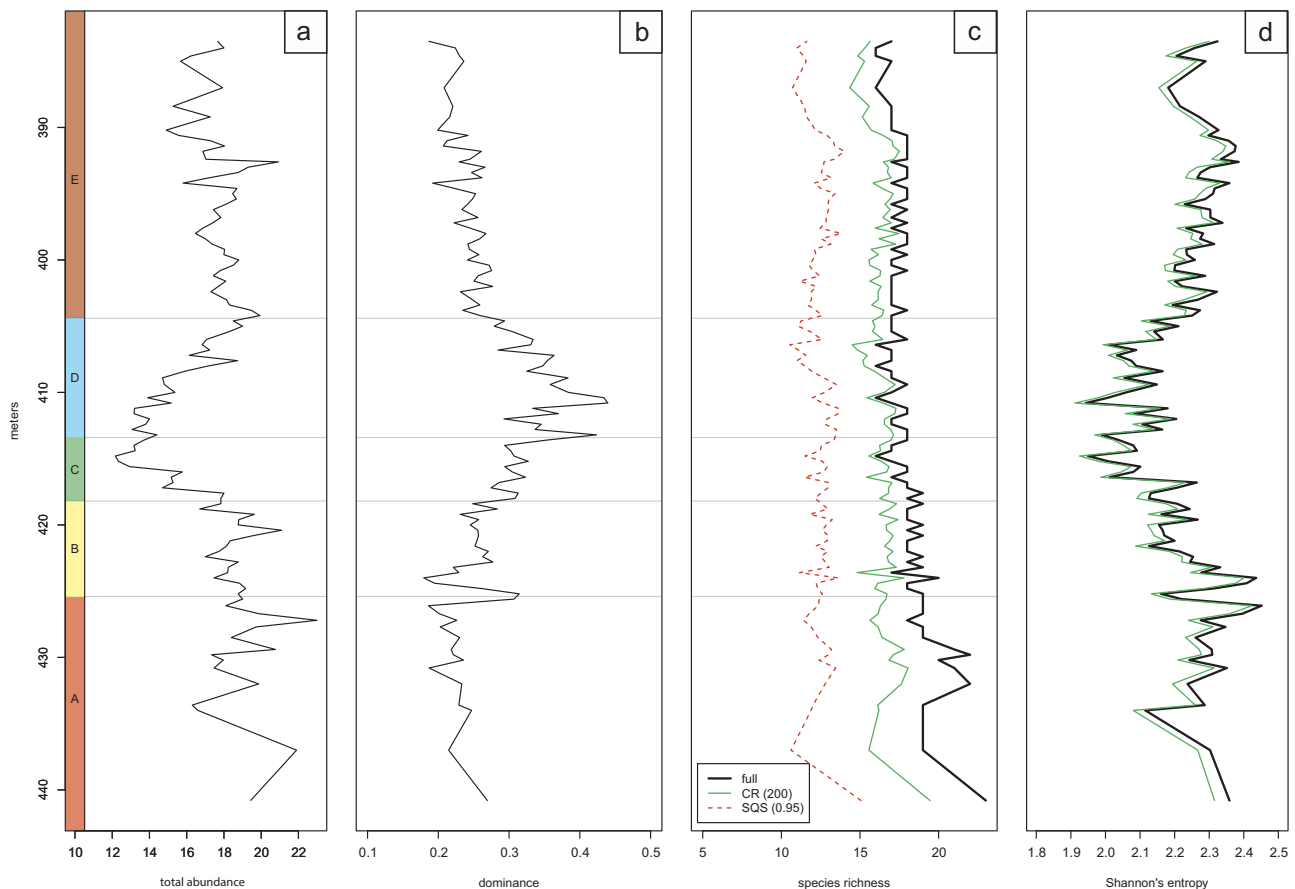 a
b
c
d
390
400
410
420
430
440
meters
E
D
C
B
A
full
CR (200)
SQS (0.95)
10 12 14 16 18 20 22
0.1 0.2 0.3 0.4 0.5
5 10 15 20
1.8 1.9 2.0 2.1 2.2 2.3 2.4 2.5
total abundance
dominance
species richness
Shannon's entropy